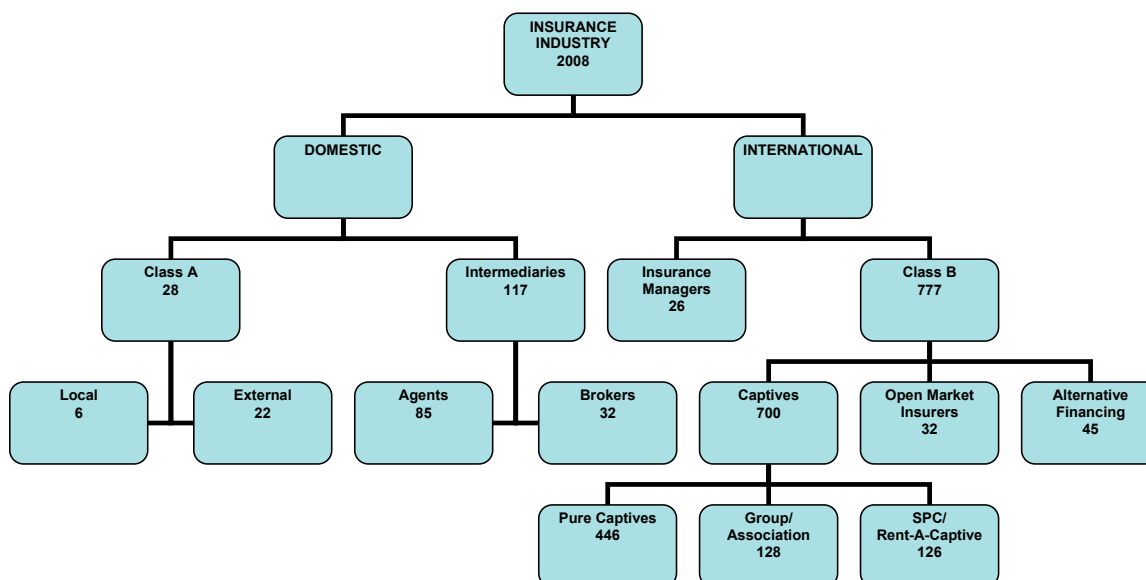 INSURANCE
INDUSTRY
2008
DOMESTIC
INTERNATIONAL
Class A
28
Intermediaries
117
Insurance
Managers
26
Class B
777
Local
6
External
22
Agents
85
Brokers
32
Captives
700
Open Market
Insurers
32
Alternative
Financing
45
Pure Captives
446
Group/
Association
128
SPC/
Rent-A-Captive
126